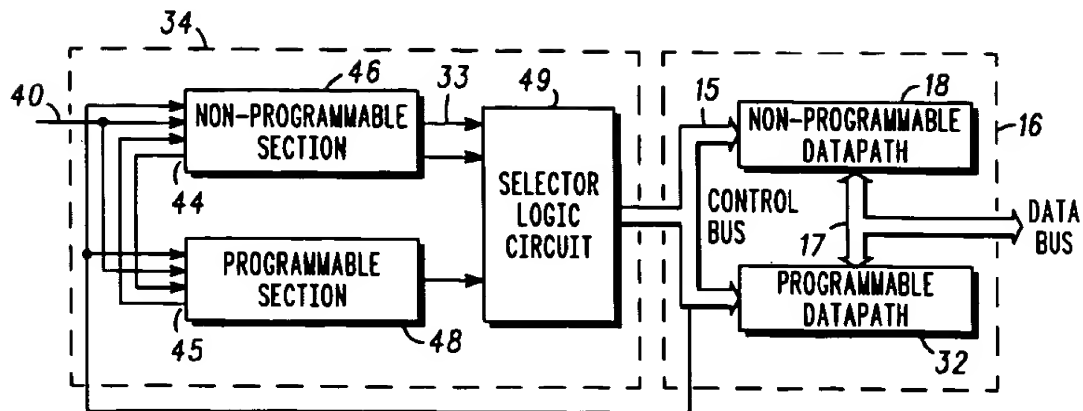 34
40
46
NON-PROGRAMMABLE
SECTION
33
49
44
SELECTOR
LOGIC
CIRCUIT
PROGRAMMABLE
SECTION
45
48
15
18
NON-PROGRAMMABLE
DATAPATH
16
CONTROL
BUS
17
DATA
BUS
PROGRAMMABLE
DATAPATH
32